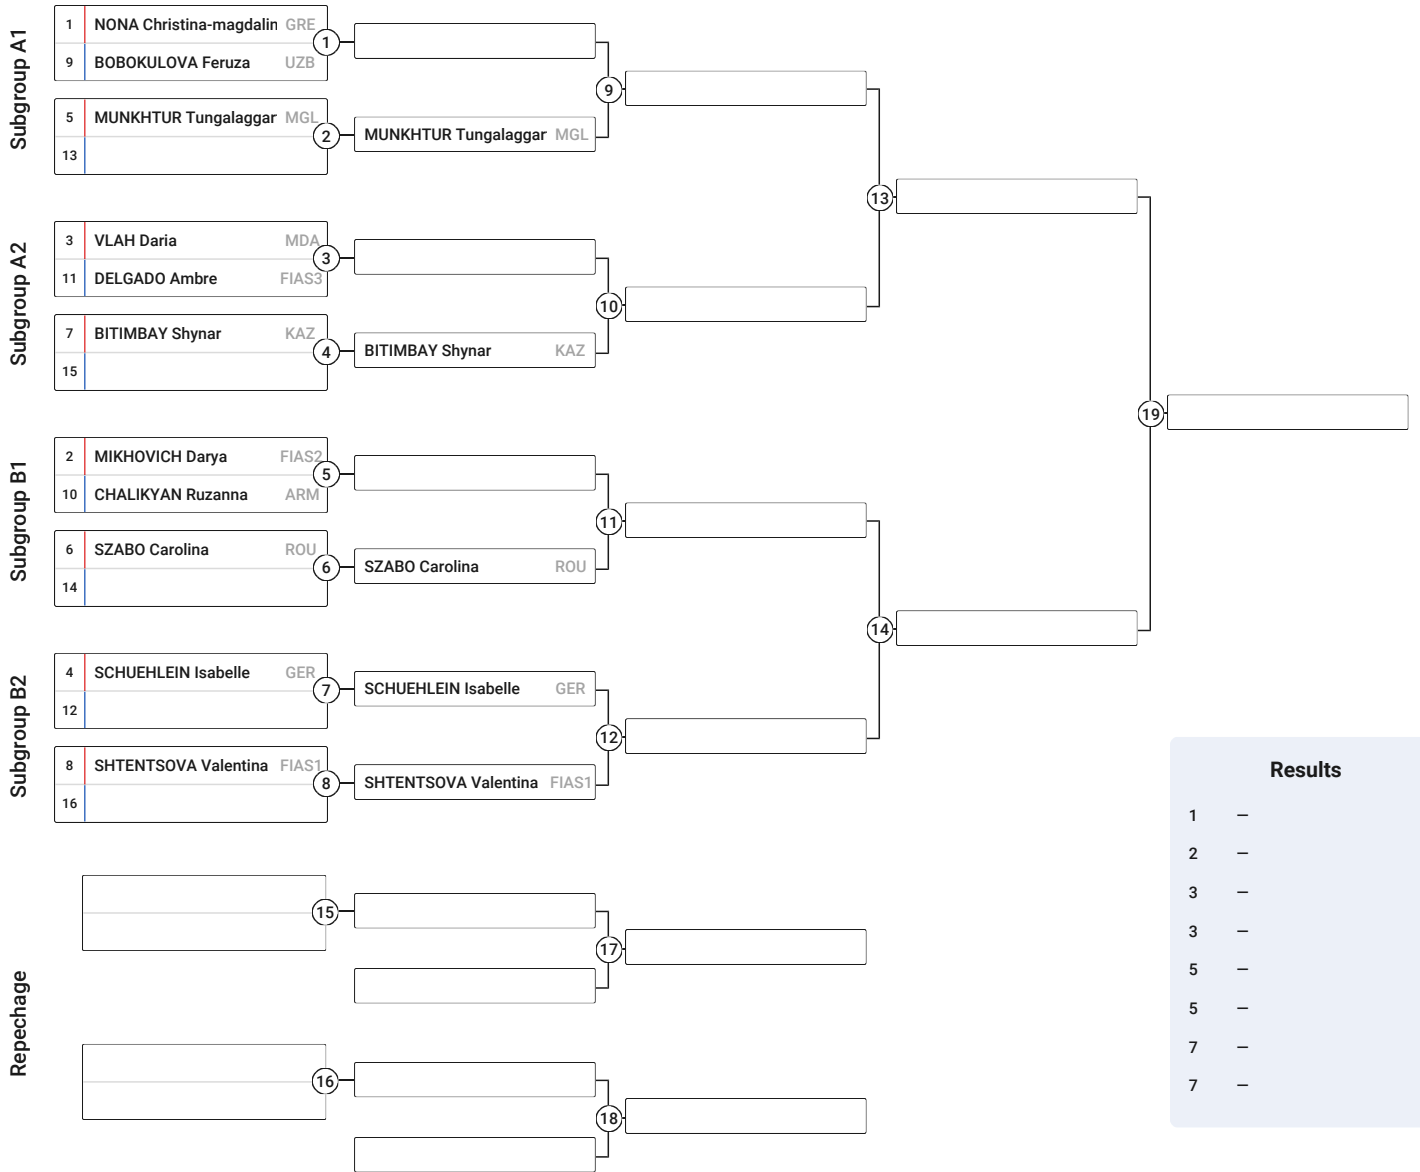 Subgroup A1
1 NONA Christina-magdalin GRE
1
9 BOBOKULOVA Feruza UZB
5 MUNKHTUR Tungalaggar MGL
2
MUNKHTUR Tungalaggar MGL
13
9
Subgroup A2
3 VLAH Daria MDA
3
11 DELGADO Ambre FIAS3
7 BITIMBAY Shynar KAZ
4
BITIMBAY Shynar KAZ
15
10
13
Subgroup B1
2 MIKHOVICH Darya FIAS2
5
10 CHALIKYAN Ruzanna ARM
6 SZABO Carolina ROU
6
SZABO Carolina ROU
14
11
Subgroup B2
4 SCHUEHLEIN Isabelle GER
7
SCHUEHLEIN Isabelle GER
12
8 SHTENTSOVA Valentina FIAS1
8
SHTENTSOVA Valentina FIAS1
16
12
14
19
Repechage
15
17
16
18
Results
1 –
2 –
3 –
3 –
5 –
5 –
7 –
7 –